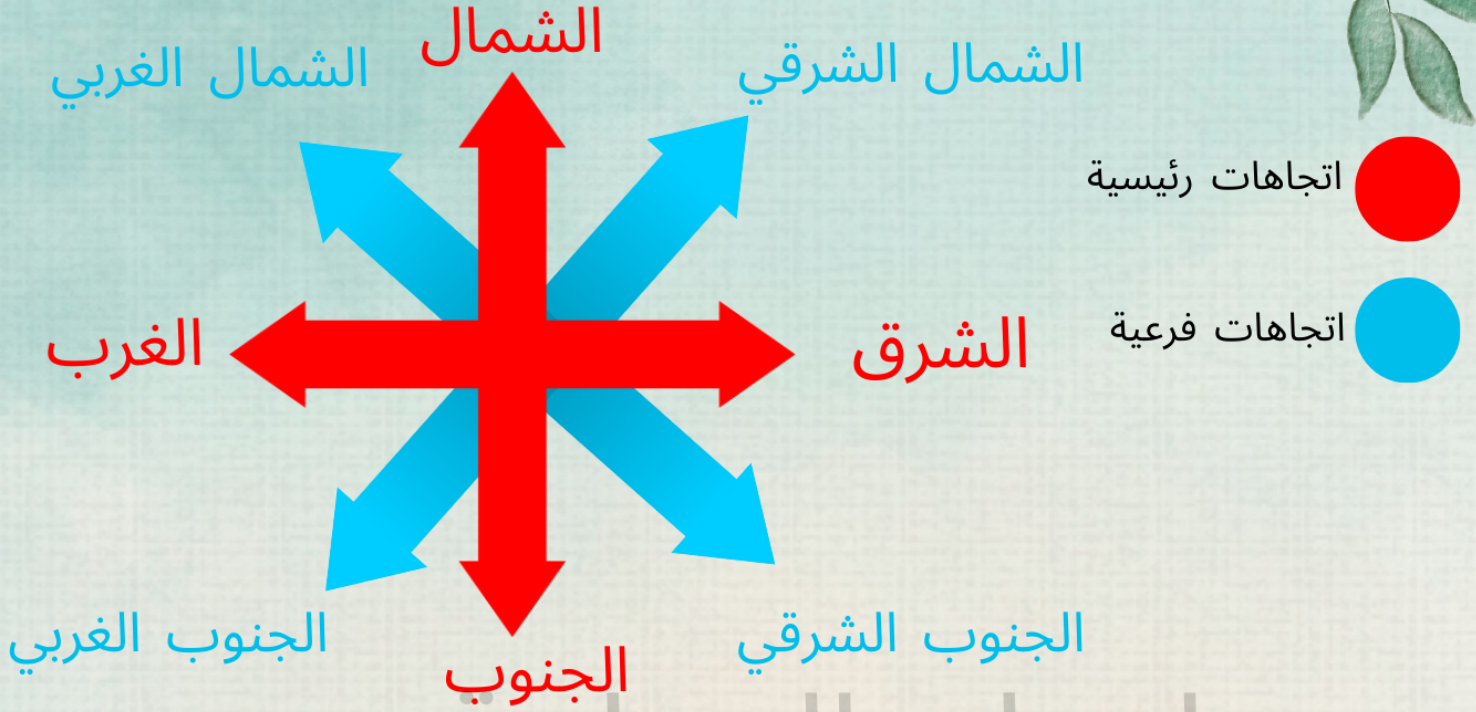 الشمال
الشمال الشرقي
الشمال الغربي
اتجاهات رئيسية
الشرق
الغرب
اتجاهات فرعية
الجنوب الشرقي
الجنوب الغربي
الجنوب